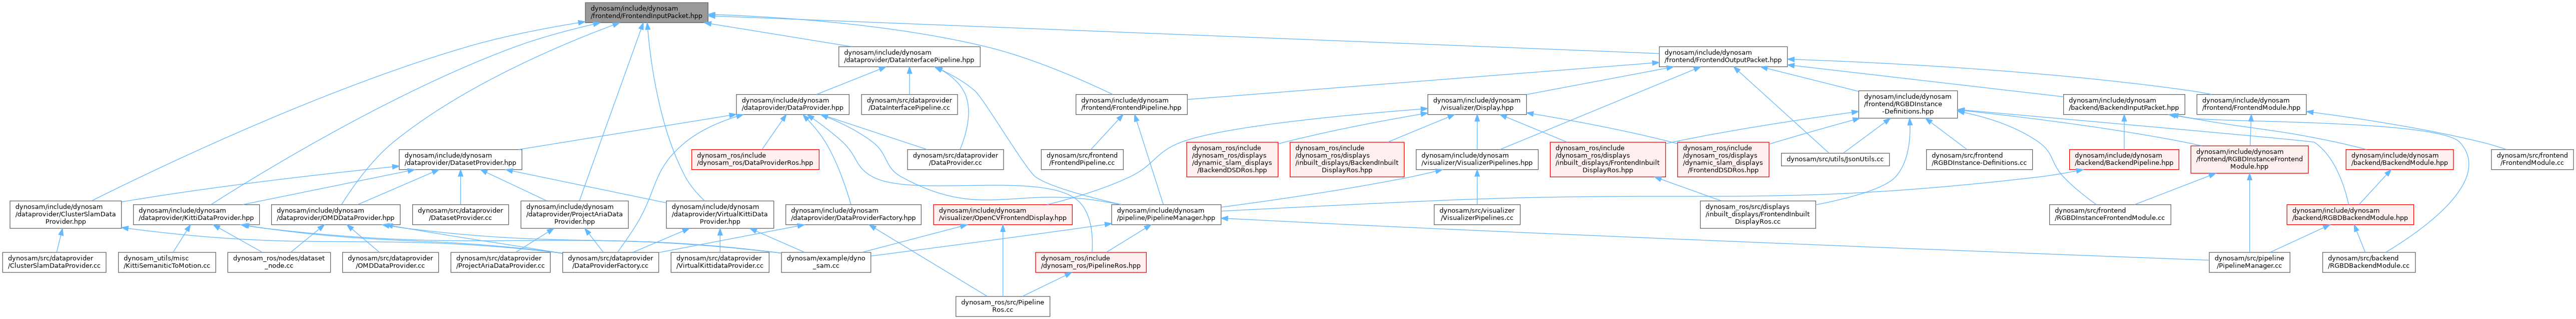 dynosam/include/dynosam
/frontend/FrontendInputPacket.hpp
dynosam/include/dynosam
/dataprovider/DataInterfacePipeline.hpp
dynosam/include/dynosam
/frontend/FrontendOutputPacket.hpp
dynosam/include/dynosam
/dataprovider/DataProvider.hpp
dynosam/src/dataprovider
/DataInterfacePipeline.cc
dynosam/include/dynosam
/frontend/FrontendPipeline.hpp
dynosam/include/dynosam
/visualizer/Display.hpp
dynosam/include/dynosam
/frontend/RGBDInstance
-Definitions.hpp
dynosam/include/dynosam
/backend/BackendInputPacket.hpp
dynosam/include/dynosam
/frontend/FrontendModule.hpp
dynosam/include/dynosam
/dataprovider/DatasetProvider.hpp
dynosam_ros/include
/dynosam_ros/DataProviderRos.hpp
dynosam/src/dataprovider
/DataProvider.cc
dynosam/src/frontend
/FrontendPipeline.cc
dynosam_ros/include
/dynosam_ros/displays
/dynamic_slam_displays
/BackendDSDRos.hpp
dynosam_ros/include
/dynosam_ros/displays
/inbuilt_displays/BackendInbuilt
DisplayRos.hpp
dynosam/include/dynosam
/visualizer/VisualizerPipelines.hpp
dynosam_ros/include
/dynosam_ros/displays
/inbuilt_displays/FrontendInbuilt
DisplayRos.hpp
dynosam_ros/include
/dynosam_ros/displays
/dynamic_slam_displays
/FrontendDSDRos.hpp
dynosam/src/utils/JsonUtils.cc
dynosam/src/frontend
/RGBDInstance-Definitions.cc
dynosam/include/dynosam
/backend/BackendPipeline.hpp
dynosam/include/dynosam
/frontend/RGBDInstanceFrontend
Module.hpp
dynosam/include/dynosam
/backend/BackendModule.hpp
dynosam/src/frontend
/FrontendModule.cc
dynosam/include/dynosam
/dataprovider/ClusterSlamData
Provider.hpp
dynosam/include/dynosam
/dataprovider/KittiDataProvider.hpp
dynosam/include/dynosam
/dataprovider/OMDDataProvider.hpp
dynosam/src/dataprovider
/DatasetProvider.cc
dynosam/include/dynosam
/dataprovider/ProjectAriaData
Provider.hpp
dynosam/include/dynosam
/dataprovider/VirtualKittiData
Provider.hpp
dynosam/include/dynosam
/dataprovider/DataProviderFactory.hpp
dynosam/include/dynosam
/visualizer/OpenCVFrontendDisplay.hpp
dynosam/include/dynosam
/pipeline/PipelineManager.hpp
dynosam/src/visualizer
/VisualizerPipelines.cc
dynosam_ros/src/displays
/inbuilt_displays/FrontendInbuilt
DisplayRos.cc
dynosam/src/frontend
/RGBDInstanceFrontendModule.cc
dynosam/include/dynosam
/backend/RGBDBackendModule.hpp
dynosam/src/dataprovider
/ClusterSlamDataProvider.cc
dynosam_utils/misc
/KittiSemaniticToMotion.cc
dynosam_ros/nodes/dataset
_node.cc
dynosam/src/dataprovider
/OMDDataProvider.cc
dynosam/src/dataprovider
/ProjectAriaDataProvider.cc
dynosam/src/dataprovider
/DataProviderFactory.cc
dynosam/src/dataprovider
/VirtualKittidataProvider.cc
dynosam/example/dyno
_sam.cc
dynosam_ros/include
/dynosam_ros/PipelineRos.hpp
dynosam/src/pipeline
/PipelineManager.cc
dynosam/src/backend
/RGBDBackendModule.cc
dynosam_ros/src/Pipeline
Ros.cc